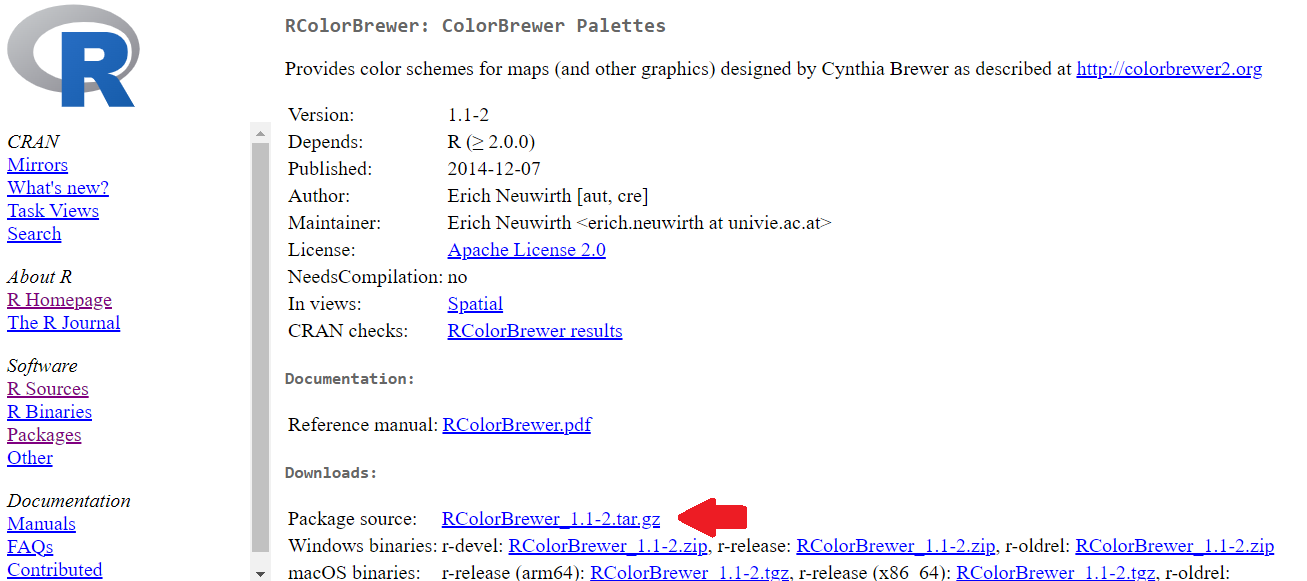 R
CRAN
Mirrors
What's new?
Task Views
Search
About R
R Homepage
The R Journal
Software
R Sources
R Binaries
Packages
Other
Documentation
Manuals
FAQs
Contributed
RColorBrewer: ColorBrewer Palettes
Provides color schemes for maps (and other graphics) designed by Cynthia Brewer as described at http://colorbrewer2.org
Version: 1.1-2
Depends: R (≥ 2.0.0)
Published: 2014-12-07
Author: Erich Neuwirth [aut, cre]
Maintainer: Erich Neuwirth <erich.neuwirth at univie.ac.at>
License: Apache License 2.0
NeedsCompilation: no
In views: Spatial
CRAN checks: RColorBrewer results
Documentation:
Reference manual: RColorBrewer.pdf
Downloads:
Package source: RColorBrewer_1.1-2.tar.gz
Windows binaries: r-devel: RColorBrewer_1.1-2.zip, r-release: RColorBrewer_1.1-2.zip, r-oldrel: RColorBrewer_1.1-2.zip
macOS binaries: r-release (arm64): RColorBrewer_1.1-2.tgz, r-release (x86_64): RColorBrewer_1.1-2.tgz, r-oldrel: